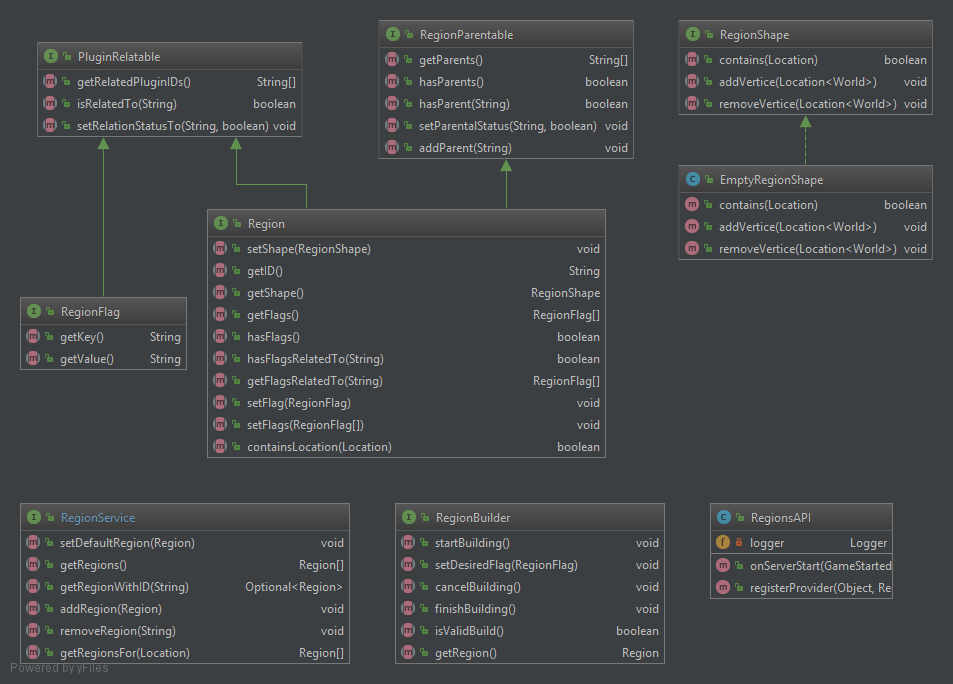 PluginRelatable
getRelatedPluginIDs() String[]
isRelatedTo(String) boolean
setRelationStatusTo(String, boolean) void
RegionParentable
getParents() String[]
hasParents() boolean
hasParent(String) boolean
setParentalStatus(String, boolean) void
addParent(String) void
RegionShape
contains(Location) boolean
addVertice(Location<World>) void
removeVertice(Location<World>) void
EmptyRegionShape
contains(Location) boolean
addVertice(Location<World>) void
removeVertice(Location<World>) void
Region
setShape(RegionShape) void
getID() String
getShape() RegionShape
getFlags() RegionFlag[]
hasFlags() boolean
hasFlagsRelatedTo(String) boolean
getFlagsRelatedTo(String) RegionFlag[]
setFlag(RegionFlag) void
setFlags(RegionFlag[]) void
containsLocation(Location) boolean
RegionFlag
getKey() String
getValue() String
RegionService
setDefaultRegion(Region) void
getRegions() Region[]
getRegionWithID(String) Optional<Region>
addRegion(Region) void
removeRegion(String) void
getRegionsFor(Location) Region[]
RegionBuilder
startBuilding() void
setDesiredFlag(RegionFlag) void
cancelBuilding() void
finishBuilding() void
isValidBuild() boolean
getRegion() Region
RegionsAPI
logger Logger
onServerStart(GameStarted
registerProvider(Object, Re
Powered by yFiles